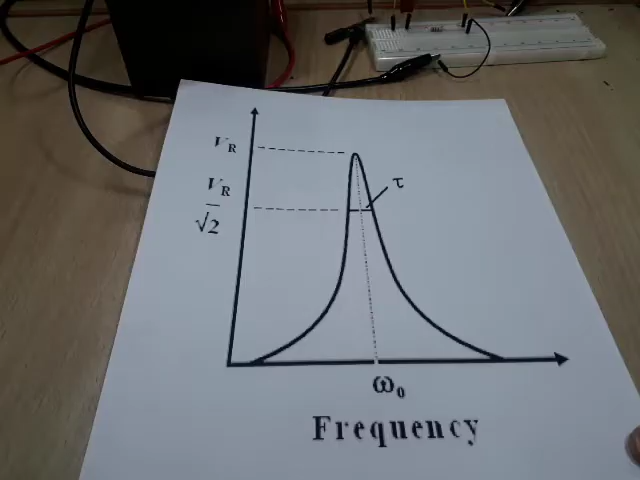 V_R
V_R
√2
τ
ω₀
Frequency